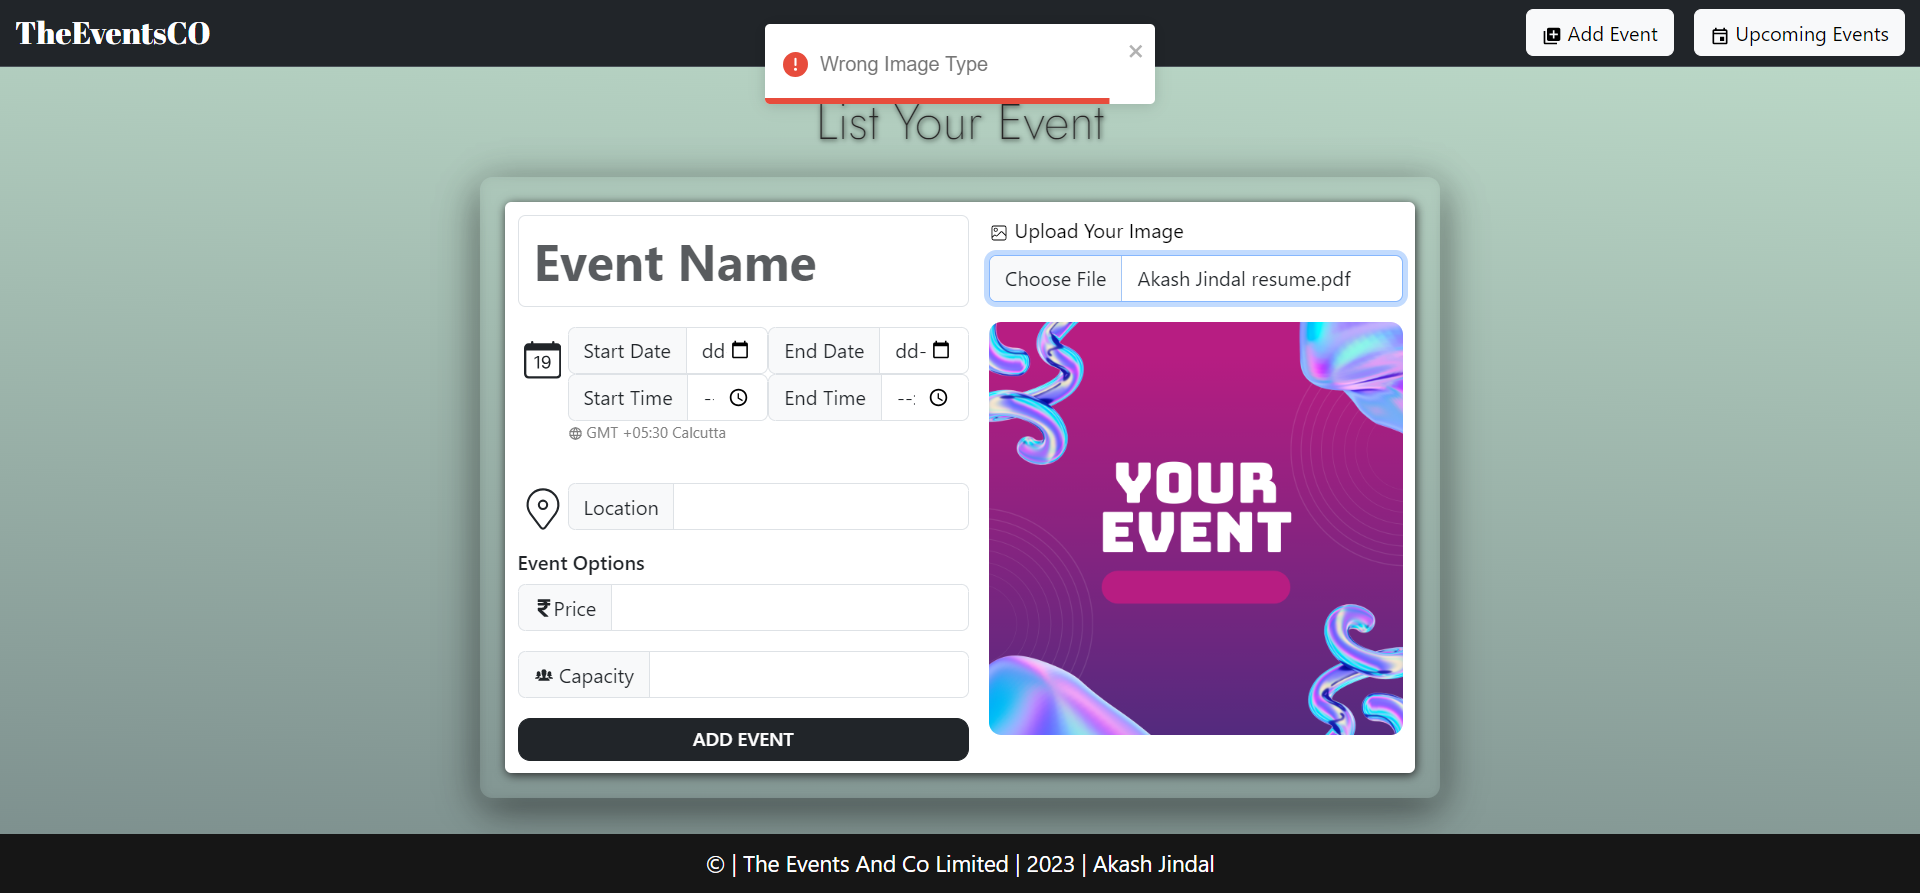 TheEventsCO
Add Event
Upcoming Events
Wrong Image Type
List Your Event
Event Name
19
Start Date
dd
End Date
dd-
Start Time
--
End Time
--:
GMT +05:30 Calcutta
Location
Event Options
₹ Price
Capacity
ADD EVENT
Upload Your Image
Choose File
Akash Jindal resume.pdf
YOUR
EVENT
© | The Events And Co Limited | 2023 | Akash Jindal